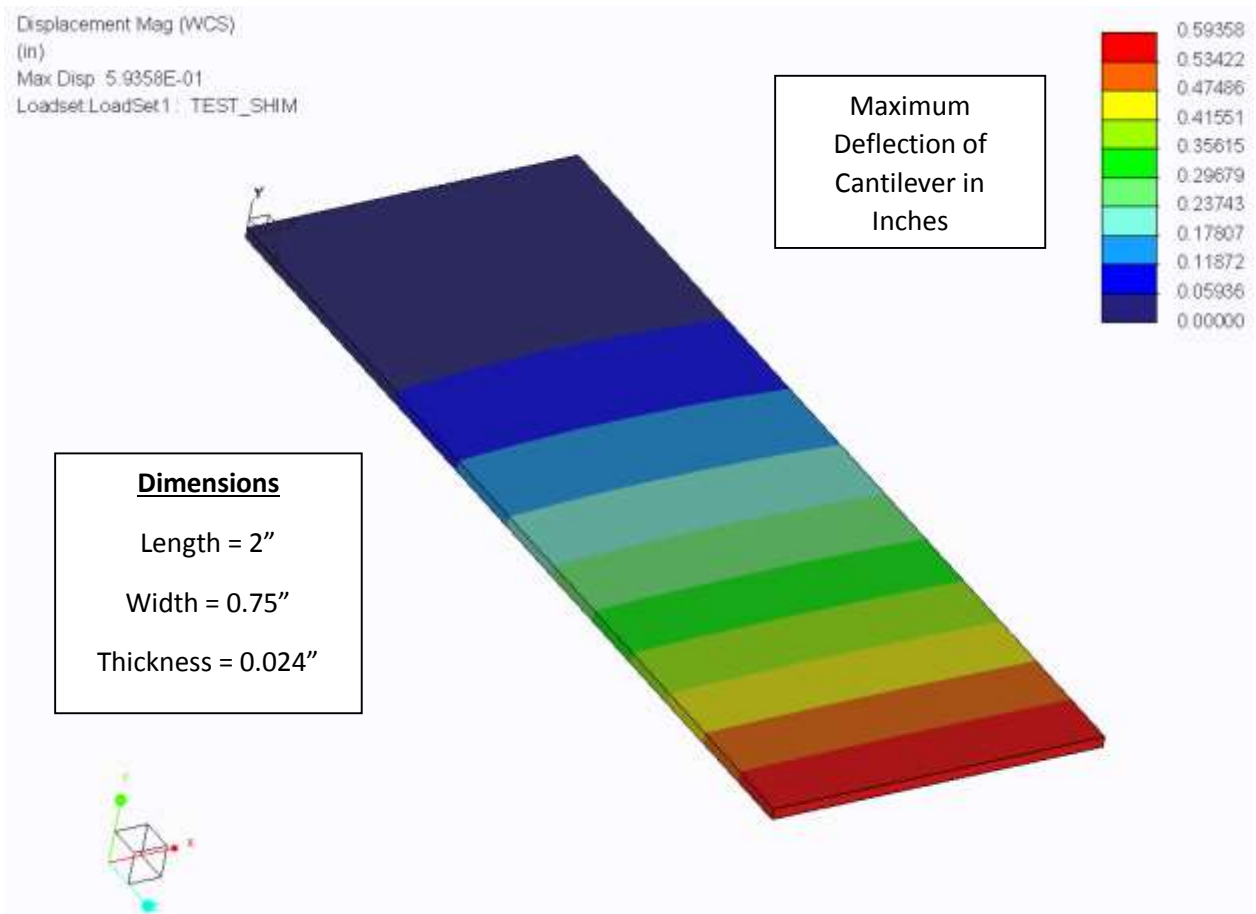 Displacement Mag (WCS)
(in)
Max Disp 5.9358E-01
Loadset:LoadSet1 : TEST_SHIM
Maximum
Deflection of
Cantilever in
Inches
0.59358
0.53422
0.47486
0.41551
0.35615
0.29679
0.23743
0.17807
0.11872
0.05936
0.00000
Y
Dimensions
Length = 2”
Width = 0.75”
Thickness = 0.024”
X